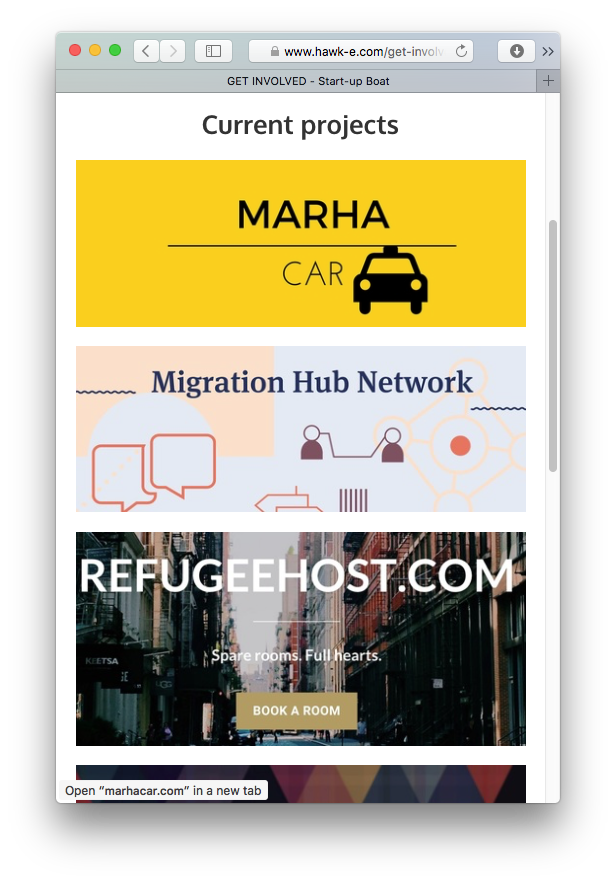 www.hawk-e.com/get-involv
GET INVOLVED - Start-up Boat
Current projects
MARHA
CAR
Migration Hub Network
REFUGEEHOST.COM
Spare rooms. Full hearts.
KEETSA
BOOK A ROOM
Open “marhacar.com” in a new tab